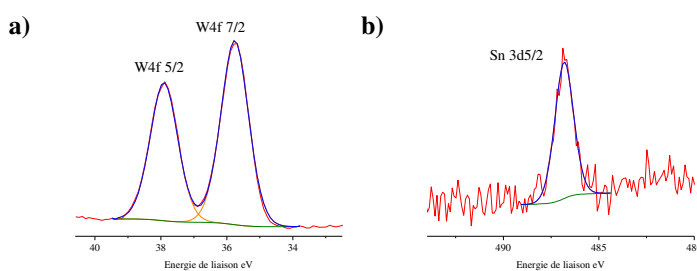 a)
W4f 7/2
W4f 5/2
40
38
36
34
Energie de liaison eV
b)
Sn 3d5/2
490
485
48
Energie de liaison eV